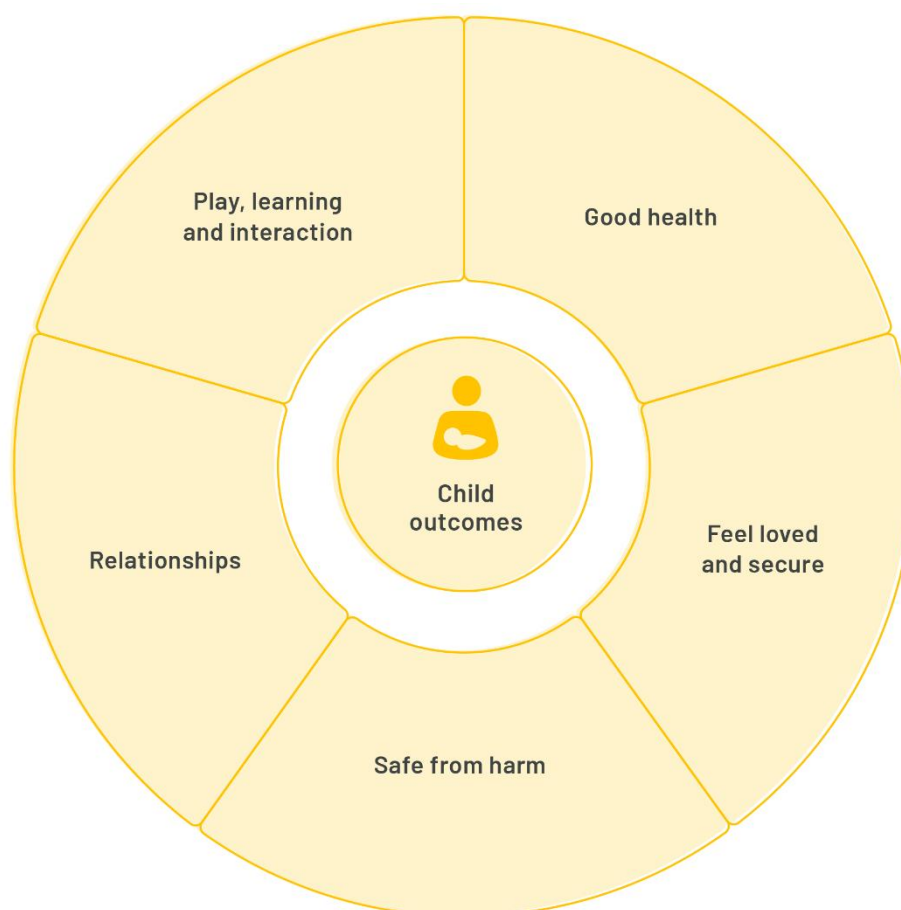 Play, learning
and interaction
Good health
Child
outcomes
Relationships
Feel loved
and secure
Safe from harm